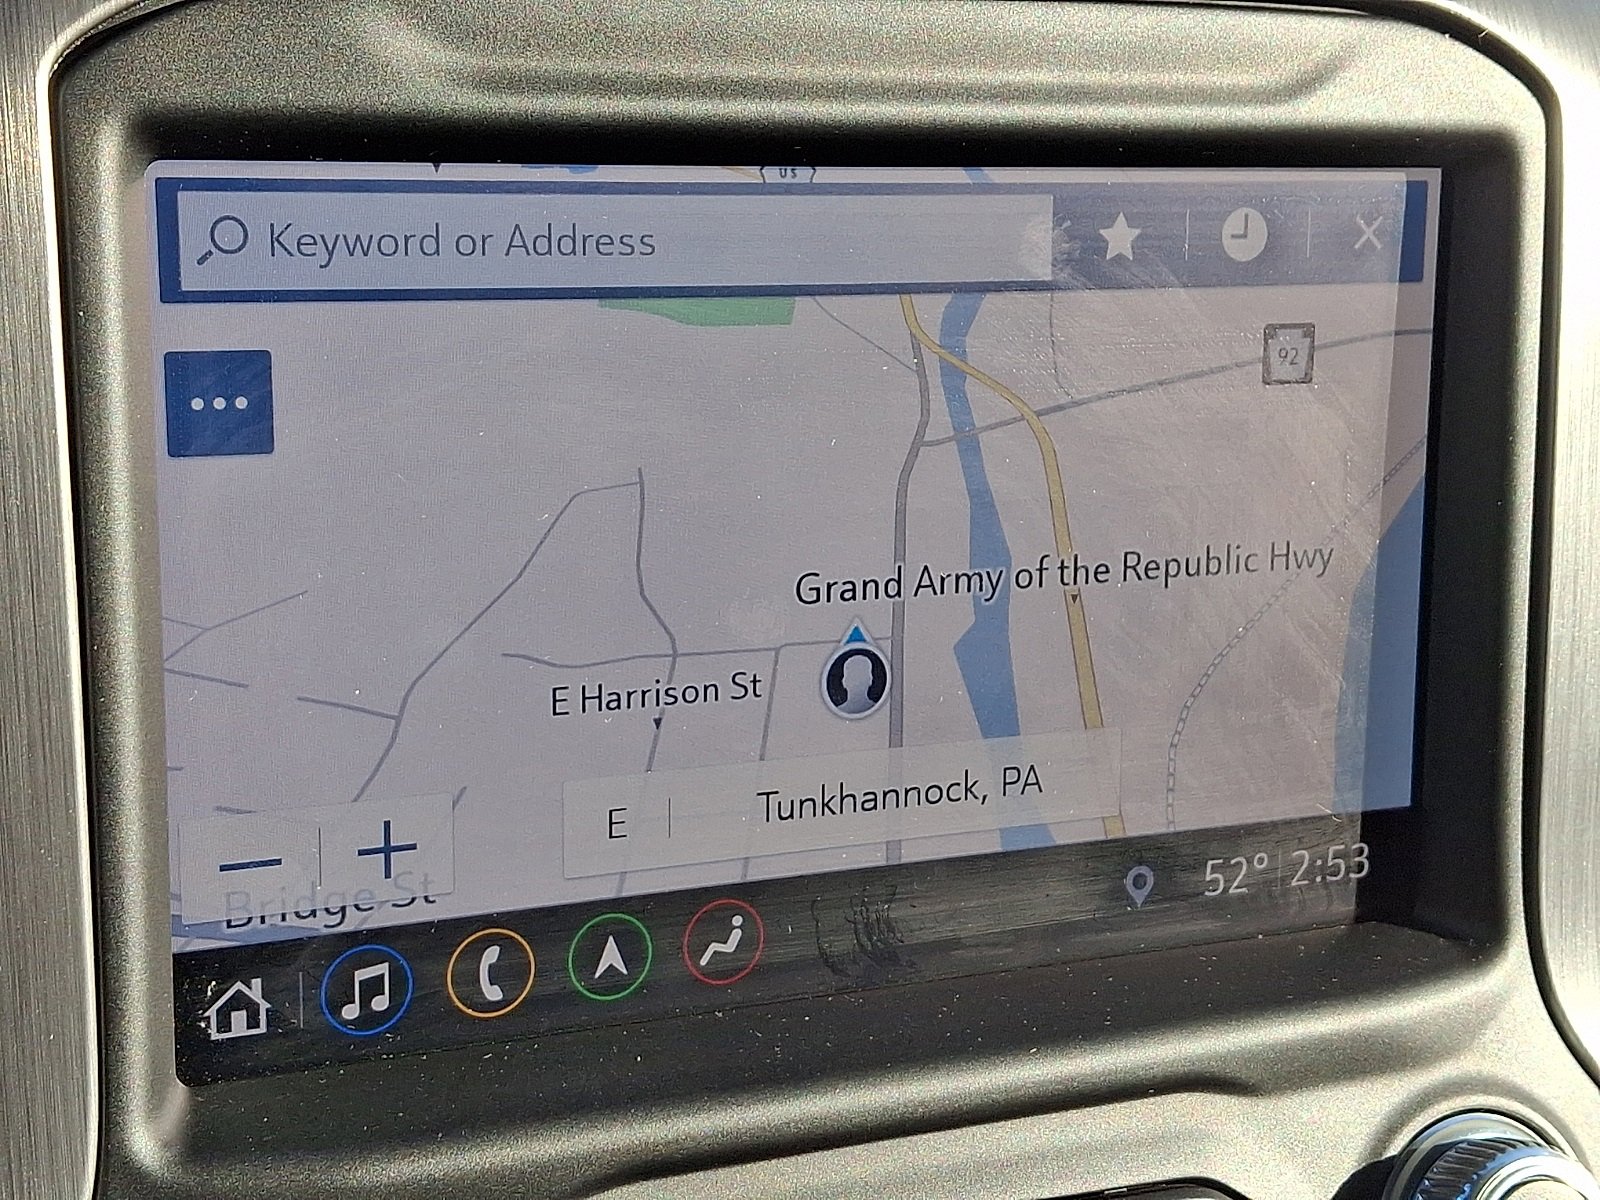 US
Keyword or Address
92
Grand Army of the Republic Hwy
E Harrison St
E Tunkhannock, PA
Bridge St
52° 2:53